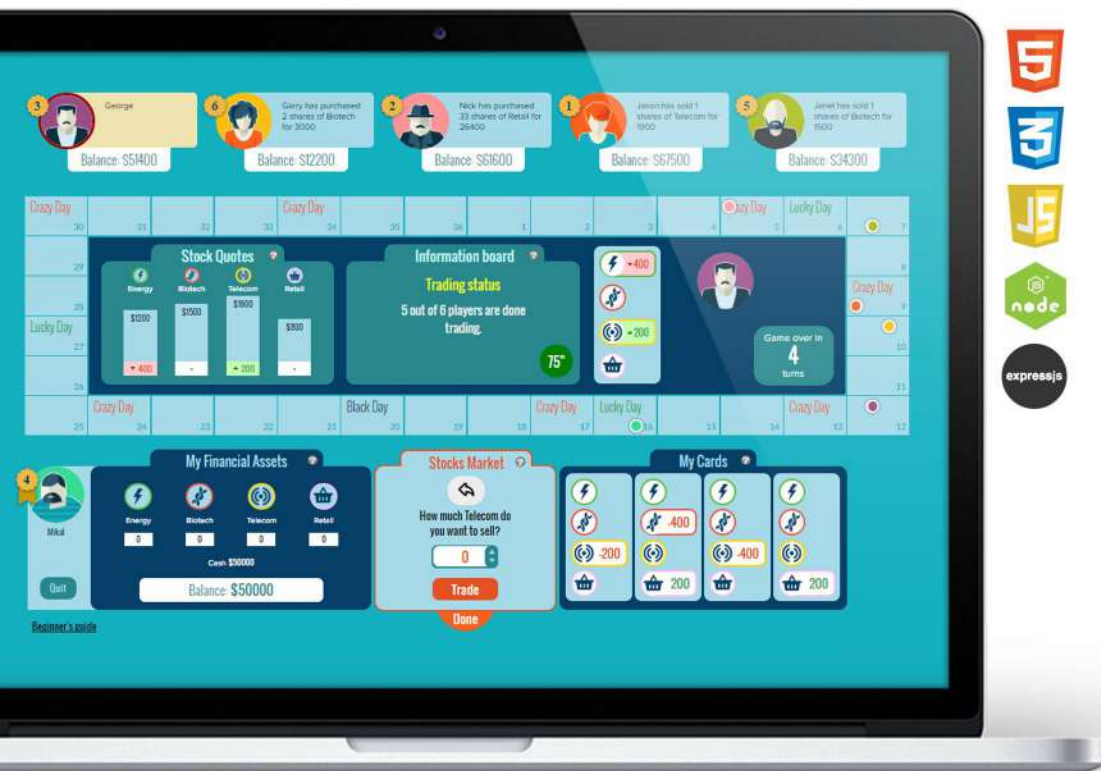 3
George
Balance: $51400
6
Garry has purchased
2 shares of Biotech
for 3000
Balance: $12200
2
Nick has purchased
33 shares of Retail for
26400
Balance: $61600
1
Jason has sold 1
shares of Telecom for
1900
Balance: $67500
5
Janet has sold 1
shares of Biotech for
1500
Balance: $34300
Crazy Day
30
31
32
33
Crazy Day
34
35
36
1
2
3
4
Crazy Day
5
Lucky Day
6
7
29
28
Lucky Day
27
26
8
Crazy Day
9
10
11
Stock Quotes ?
Energy
Biotech
Telecom
Retail
$1200
$1500
$1800
$800
400
-
200
-
Information board ?
Trading status
5 out of 6 players are done
trading.
75"
+400
+200
Game over in
4
turns
25
Crazy Day
24
23
22
21
Black Day
20
19
18
Crazy Day
17
Lucky Day
16
15
14
Crazy Day
13
12
4
Mikal
Quit
My Financial Assets ?
Energy
Biotech
Telecom
Retail
0
0
0
0
Cash $50000
Balance: $50000
Stocks Market ?
How much Telecom do
you want to sell?
0
Trade
Done
My Cards ?
-200
-400
200
-400
200
Beginner's guide
5
3
JS
node
JS
expressjs